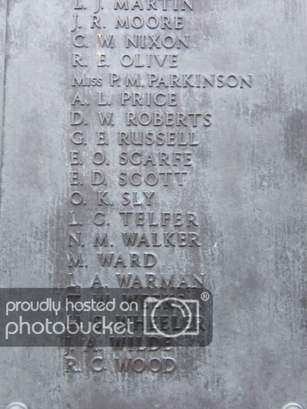 L. J. MARTIN
J. R. MOORE
C. W. NIXON
R. E. OLIVE
MISS P. M. PARKINSON
A. L. PRICE
D. W. ROBERTS
G. E. RUSSELL
E. O. SCARFE
E. D. SCOTT
O. K. SLY
L. G. TELFER
N. M. WALKER
M. WARD
L. A. WARMAN
proudly hosted on
photobucket
WHEELER
WILDE
R. C. WOOD